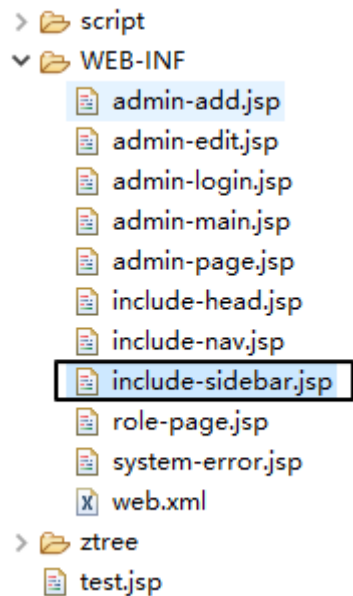 script
WEB-INF
admin-add.jsp
admin-edit.jsp
admin-login.jsp
admin-main.jsp
admin-page.jsp
include-head.jsp
include-nav.jsp
include-sidebar.jsp
role-page.jsp
system-error.jsp
web.xml
ztree
test.jsp